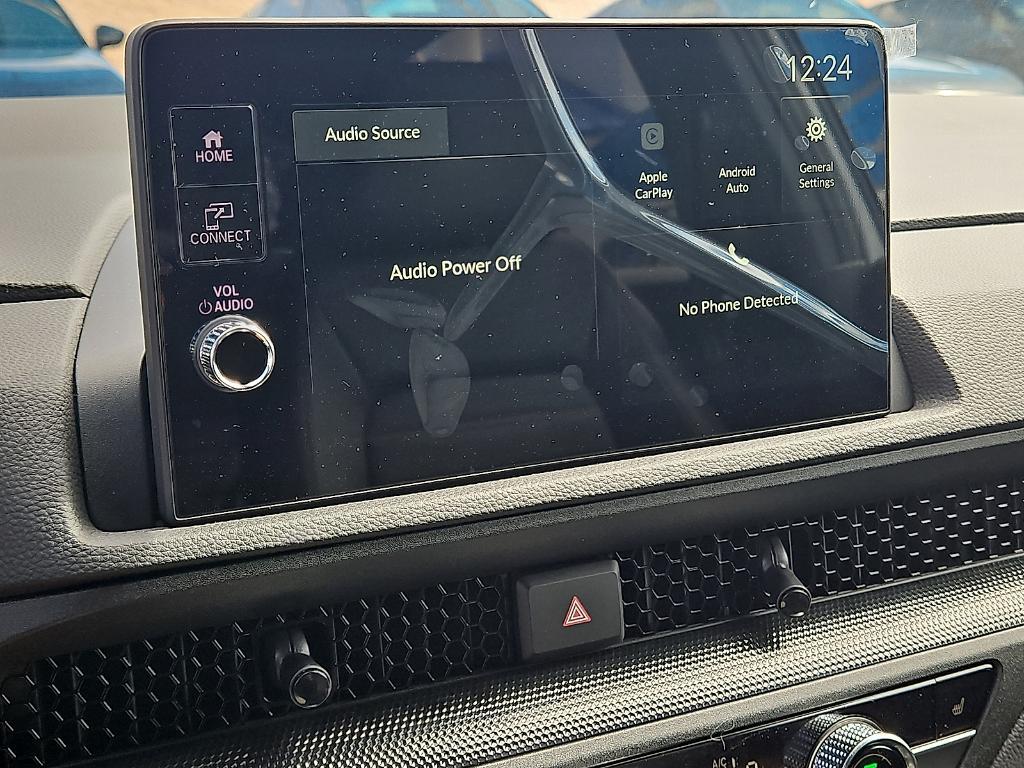 12:24
HOME
Audio Source
Apple
CarPlay
Android
Auto
General
Settings
CONNECT
Audio Power Off
No Phone Detected
VOL
AUDIO
A/C